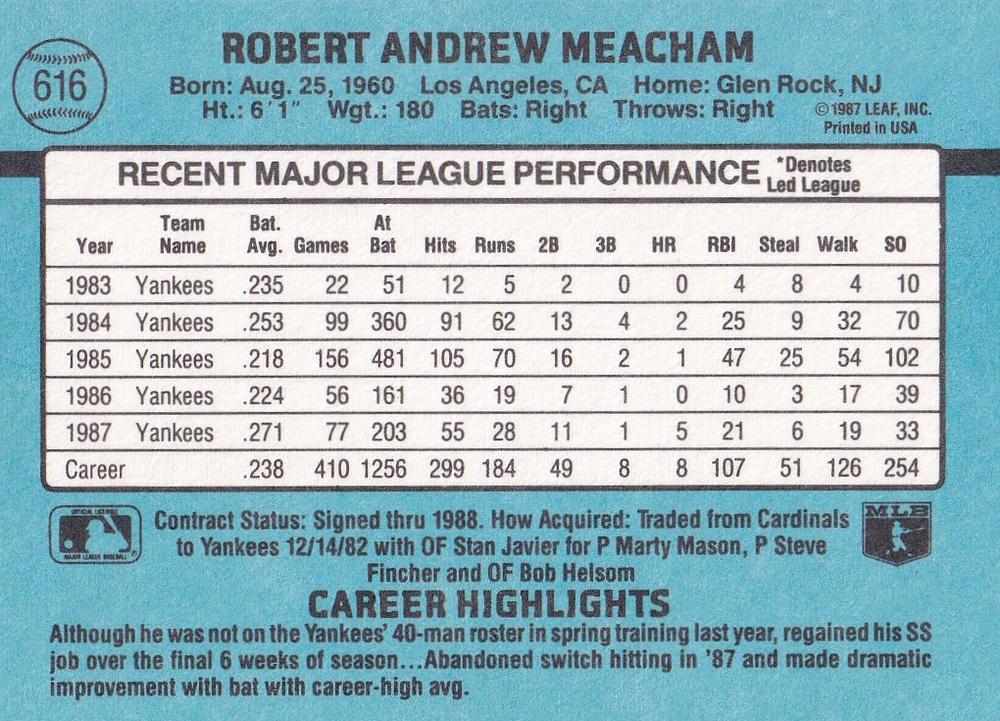 616
ROBERT ANDREW MEACHAM
Born: Aug. 25, 1960 Los Angeles, CA Home: Glen Rock, NJ
Ht.: 6'1" Wgt.: 180 Bats: Right Throws: Right
©1987 LEAF, INC.
Printed in USA
RECENT MAJOR LEAGUE PERFORMANCE *Denotes Led League
Year Team Name Bat. Avg. Games At Bat Hits Runs 2B 3B HR RBI Steal Walk SO
1983 Yankees .235 22 51 12 5 2 0 0 4 8 4 10
1984 Yankees .253 99 360 91 62 13 4 2 25 9 32 70
1985 Yankees .218 156 481 105 70 16 2 1 47 25 54 102
1986 Yankees .224 56 161 36 19 7 1 0 10 3 17 39
1987 Yankees .271 77 203 55 28 11 1 5 21 6 19 33
Career .238 410 1256 299 184 49 8 8 107 51 126 254
OFFICIAL LICENSEE
MAJOR LEAGUE BASEBALL
®
MLB
Contract Status: Signed thru 1988. How Acquired: Traded from Cardinals
to Yankees 12/14/82 with OF Stan Javier for P Marty Mason, P Steve
Fincher and OF Bob Helsom
CAREER HIGHLIGHTS
Although he was not on the Yankees' 40-man roster in spring training last year, regained his SS
job over the final 6 weeks of season...Abandoned switch hitting in '87 and made dramatic
improvement with bat with career-high avg.